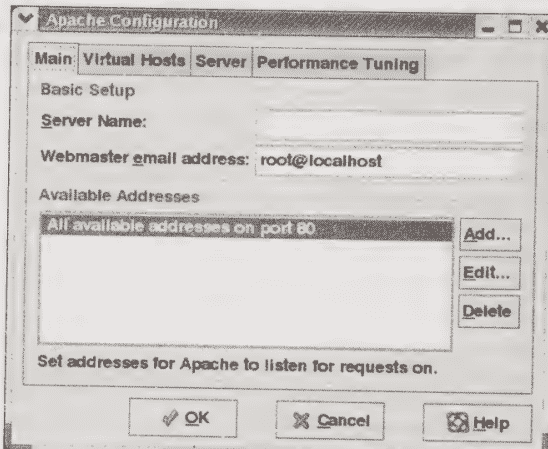 Apache Configuration
Main Virtual Hosts Server Performance Tuning
Basic Setup
Server Name:
Webmaster email address: root@localhost
Available Addresses
All available addresses on port 80
Add...
Edit...
Delete
Set addresses for Apache to listen for requests on.
OK Cancel Help